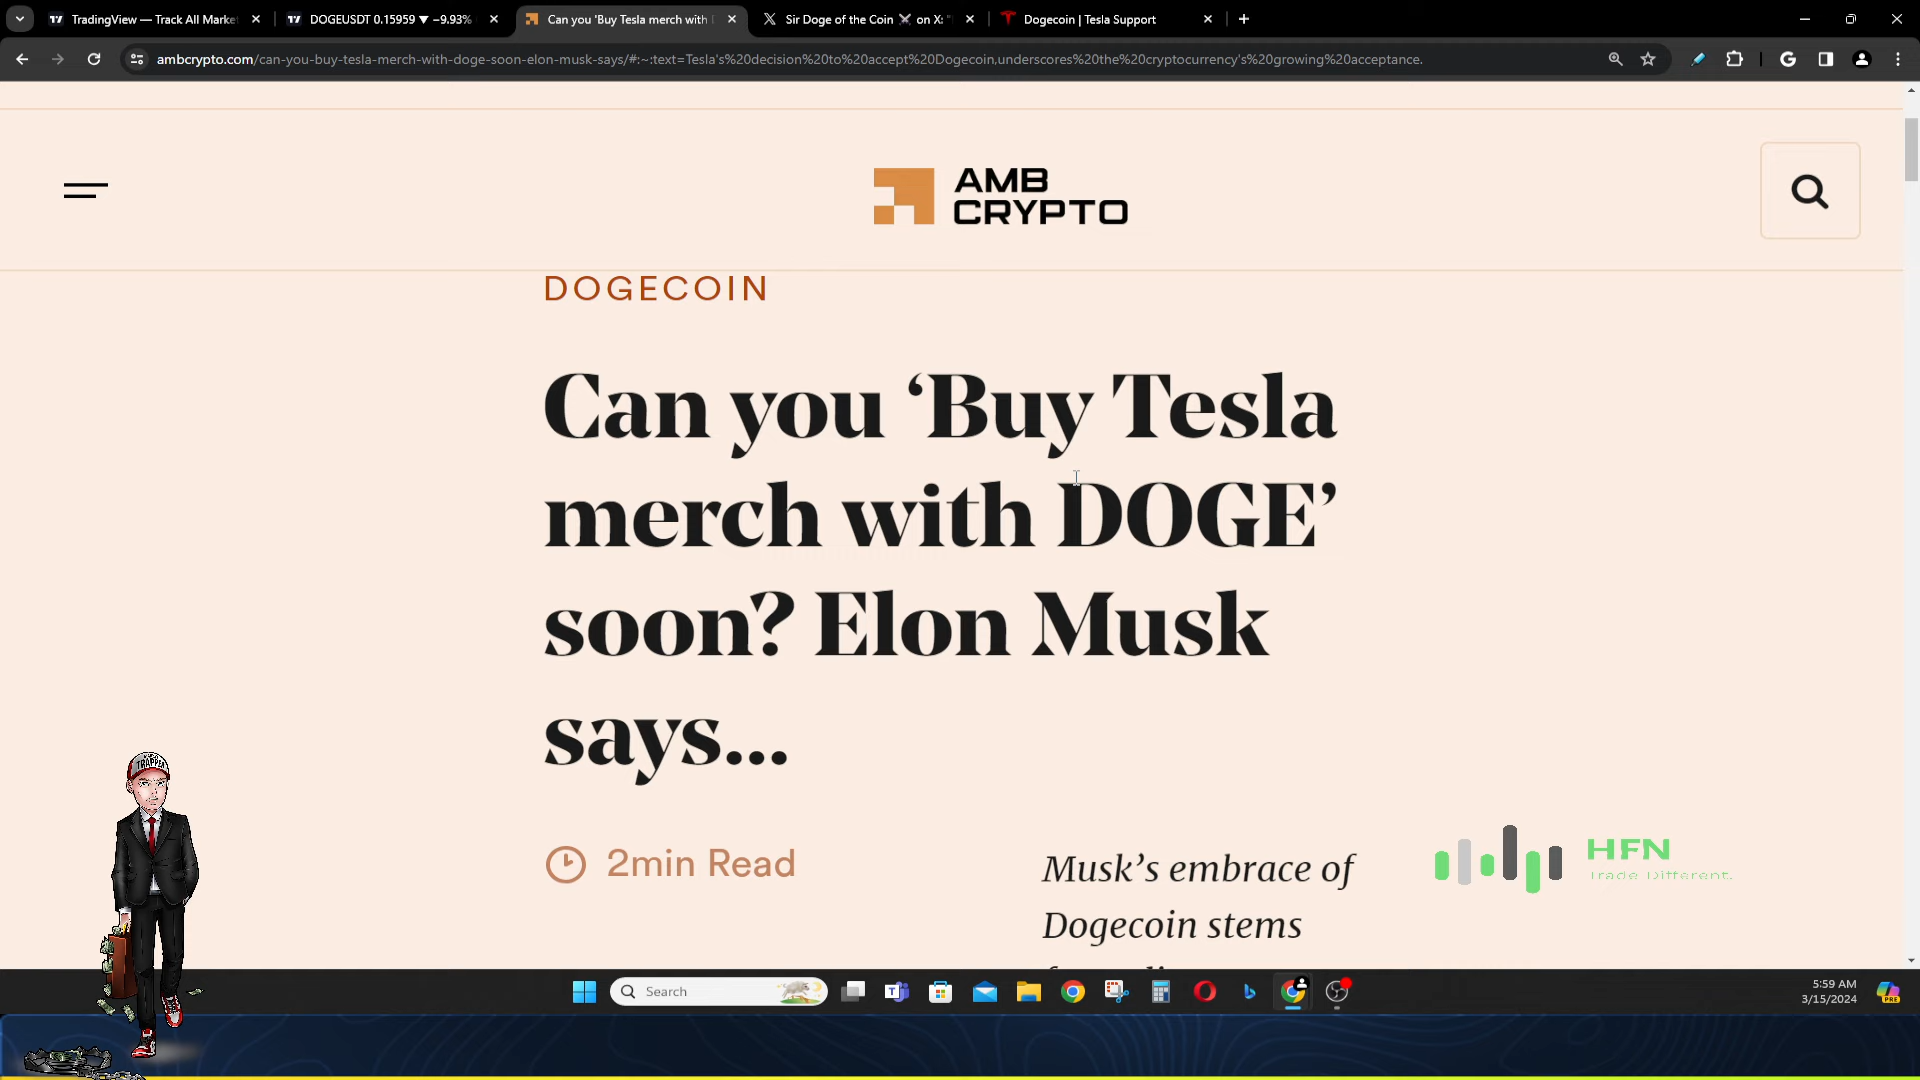 TradingView — Track All Marke
DOGEUSDT 0.15959 ▼ −9.93%
Can you 'Buy Tesla merch with
Sir Doge of the Coin ⚔ on X: "
Dogecoin | Tesla Support
ambcrypto.com/can-you-buy-tesla-merch-with-doge-soon-elon-musk-says/#:~:text=Tesla's%20decision%20to%20accept%20Dogecoin,underscores%20the%20cryptocurrency's%20growing%20acceptance.
AMB
CRYPTO
DOGECOIN
Can you ‘Buy Tesla
merch with DOGE’
soon? Elon Musk
says...
2min Read
Musk’s embrace of
Dogecoin stems
HFN
Trade Different.
TRAPPER
Search
5:59 AM
3/15/2024